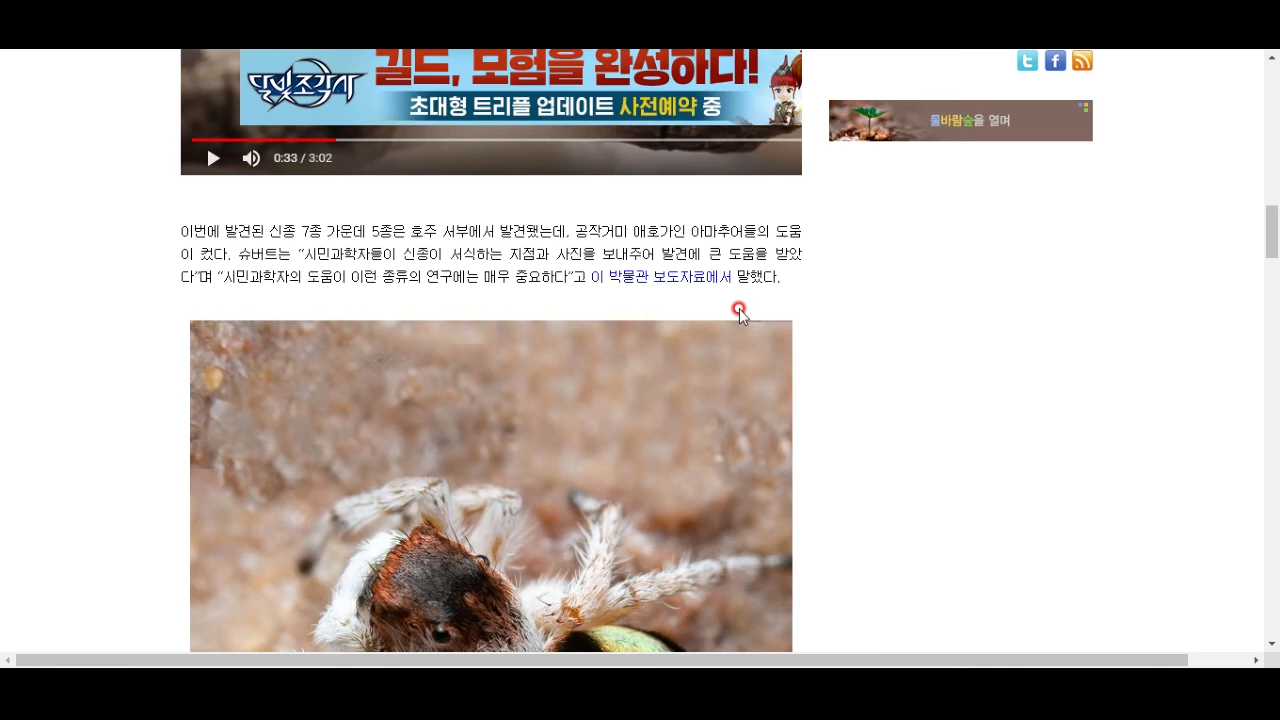 길드, 모험을 완성하다!
달빛조각사
초대형 트리플 업데이트 사전예약 중
0:33 / 3:02
물바람숲을 열며
이번에 발견된 신종 7종 가운데 5종은 호주 서부에서 발견됐는데, 공작거미 애호가인 아마추어들의 도움
이 컸다. 슈버트는 “시민과학자들이 신종이 서식하는 지점과 사진을 보내주어 발견에 큰 도움을 받았
다”며 “시민과학자의 도움이 이런 종류의 연구에는 매우 중요하다”고 이 박물관 보도자료에서 말했다.